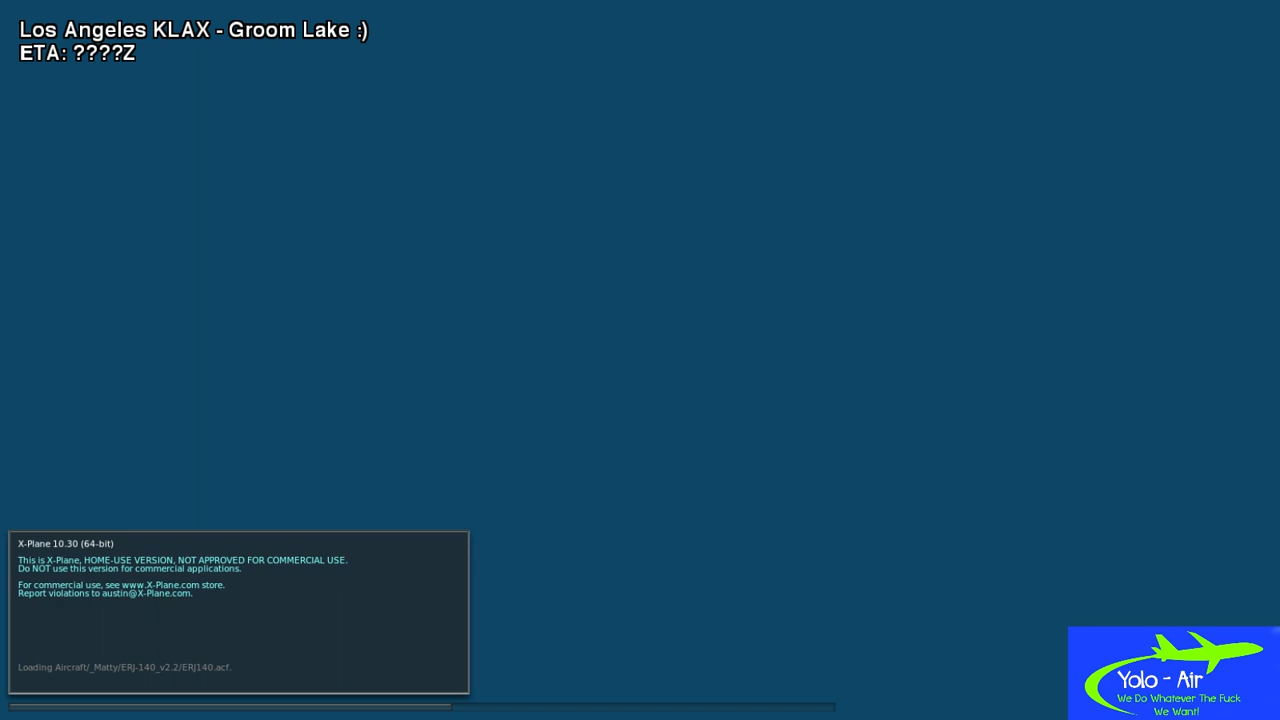 Los Angeles KLAX - Groom Lake :)
ETA: ????Z
X-Plane 10.30 (64-bit)
This is X-Plane, HOME-USE VERSION, NOT APPROVED FOR COMMERCIAL USE.
Do NOT use this version for commercial applications.
For commercial use, see www.X-Plane.com store.
Report violations to austin@X-Plane.com.
Loading Aircraft/_Matty/ERJ-140_v2.2/ERJ140.acf.
Yolo - Air
We Do Whatever The Fuck
We Want!